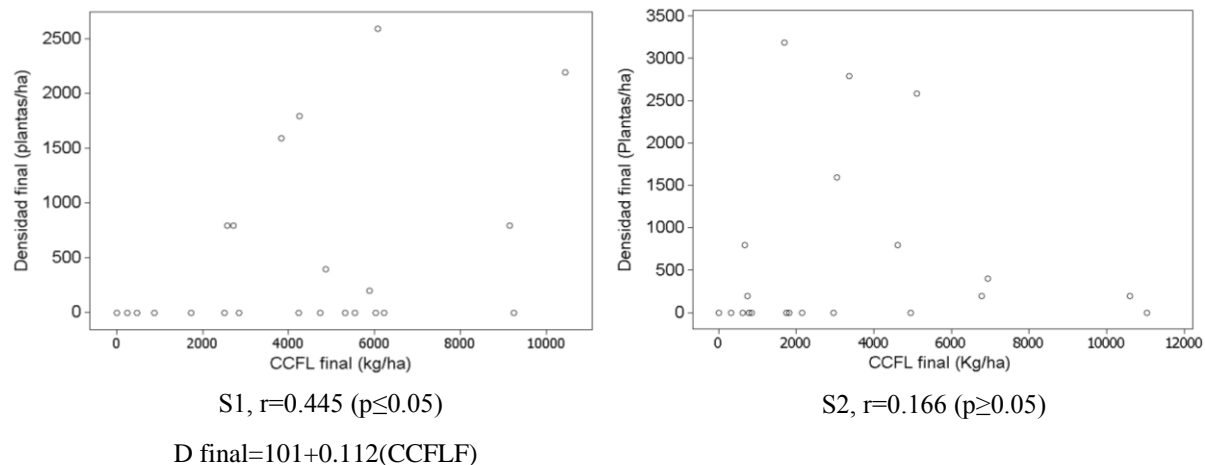 Densidad final (plantas/ha)
2500
2000
1500
1000
500
0
0 2000 4000 6000 8000 10000
CCFL final (kg/ha)
S1, r=0.445 (p≤0.05)
D final=101+0.112(CCFLF)
Densidad final (Plantas/ha)
3500
3000
2500
2000
1500
1000
500
0
0 2000 4000 6000 8000 10000 12000
CCFL final (Kg/ha)
S2, r=0.166 (p≥0.05)